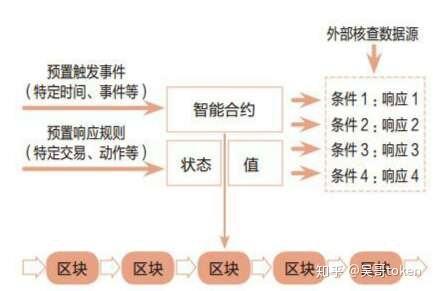 外部核查数据源
预置触发事件
（特定时间、事件等）
智能合约
条件1：响应1
条件2：响应2
条件3：响应3
条件4：响应4
预置响应规则
（特定交易、动作等）
状态
值
区块
区块
区块
区块
区块
知乎 @吴哥token